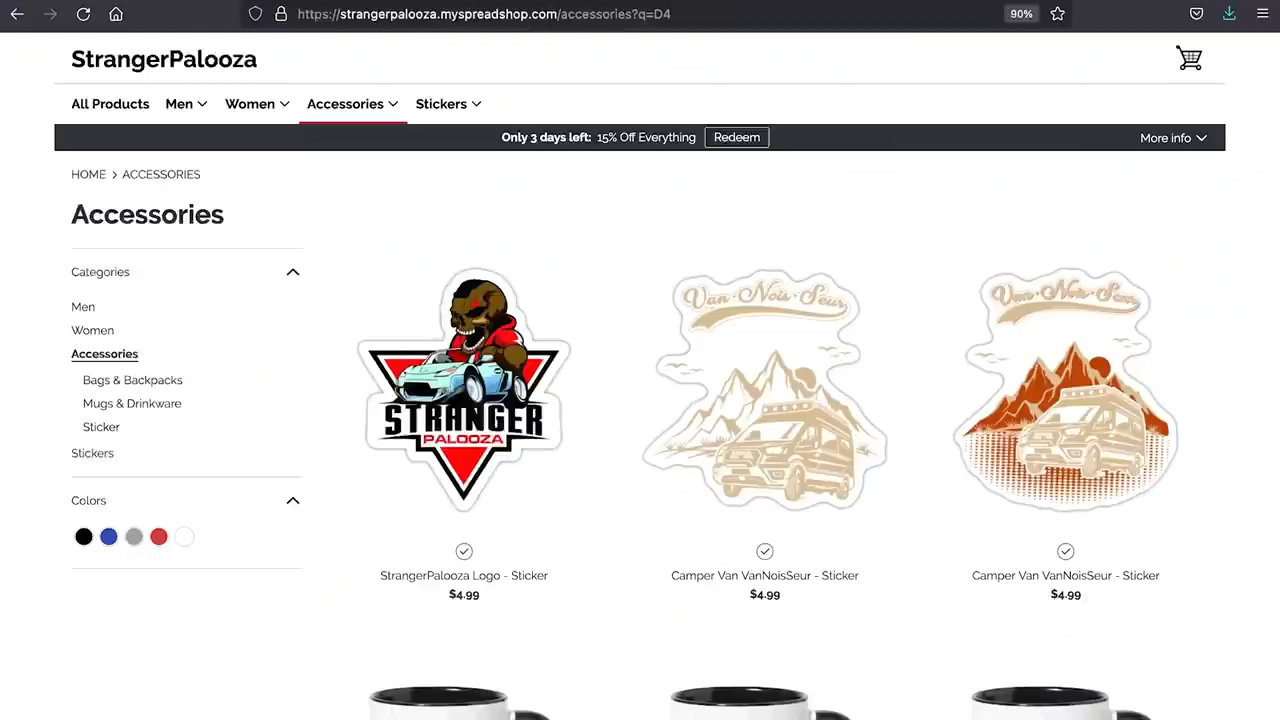 https://strangerpalooza.myspreadshop.com/accessories?q=D4
90%
StrangerPalooza
All Products Men Women Accessories Stickers
Only 3 days left: 15% Off Everything Redeem More info
HOME > ACCESSORIES
Accessories
Categories
Men
Women
Accessories
Bags & Backpacks
Mugs & Drinkware
Sticker
Stickers
Colors
STRANGER
PALOOZA
Van·Nois·Seur
Van·Nois·Seur
StrangerPalooza Logo - Sticker
$4.99
Camper Van VanNoisSeur - Sticker
$4.99
Camper Van VanNoisSeur - Sticker
$4.99